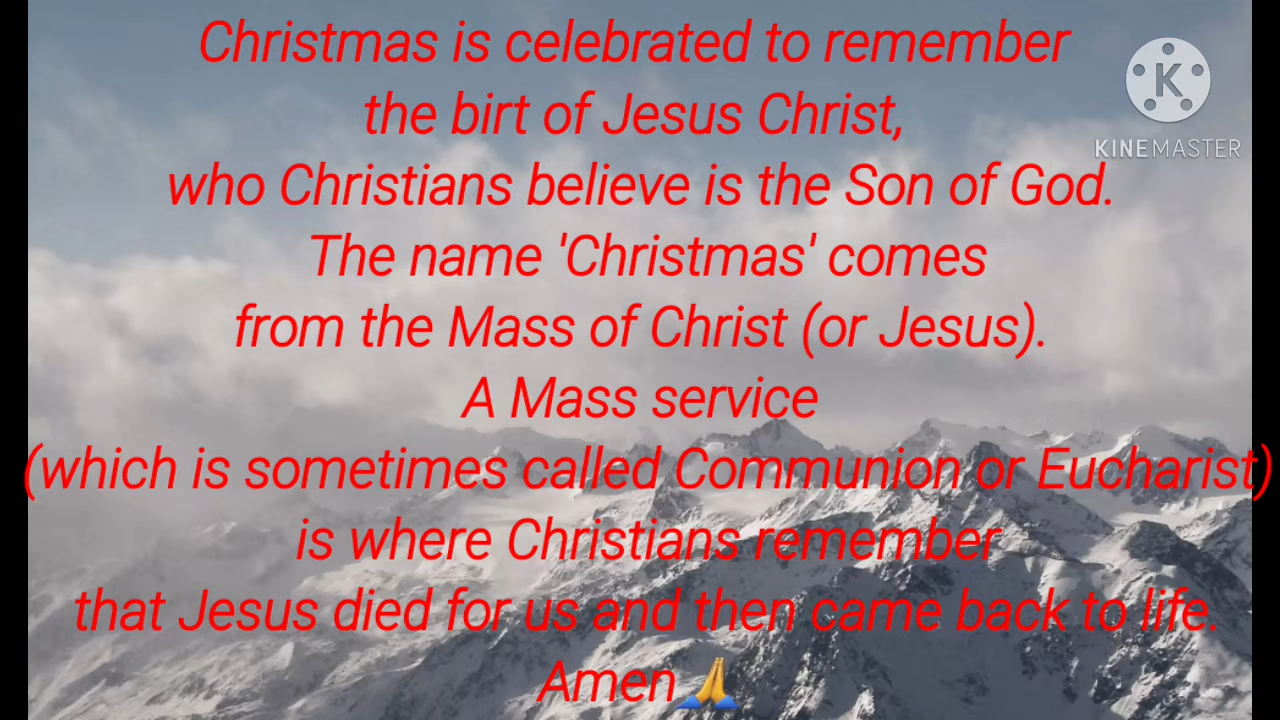 Christmas is celebrated to remember
the birt of Jesus Christ,
who Christians believe is the Son of God.
The name 'Christmas' comes
from the Mass of Christ (or Jesus).
A Mass service
(which is sometimes called Communion or Eucharist)
is where Christians remember
that Jesus died for us and then came back to life.
Amen🙏
K
KINEMASTER